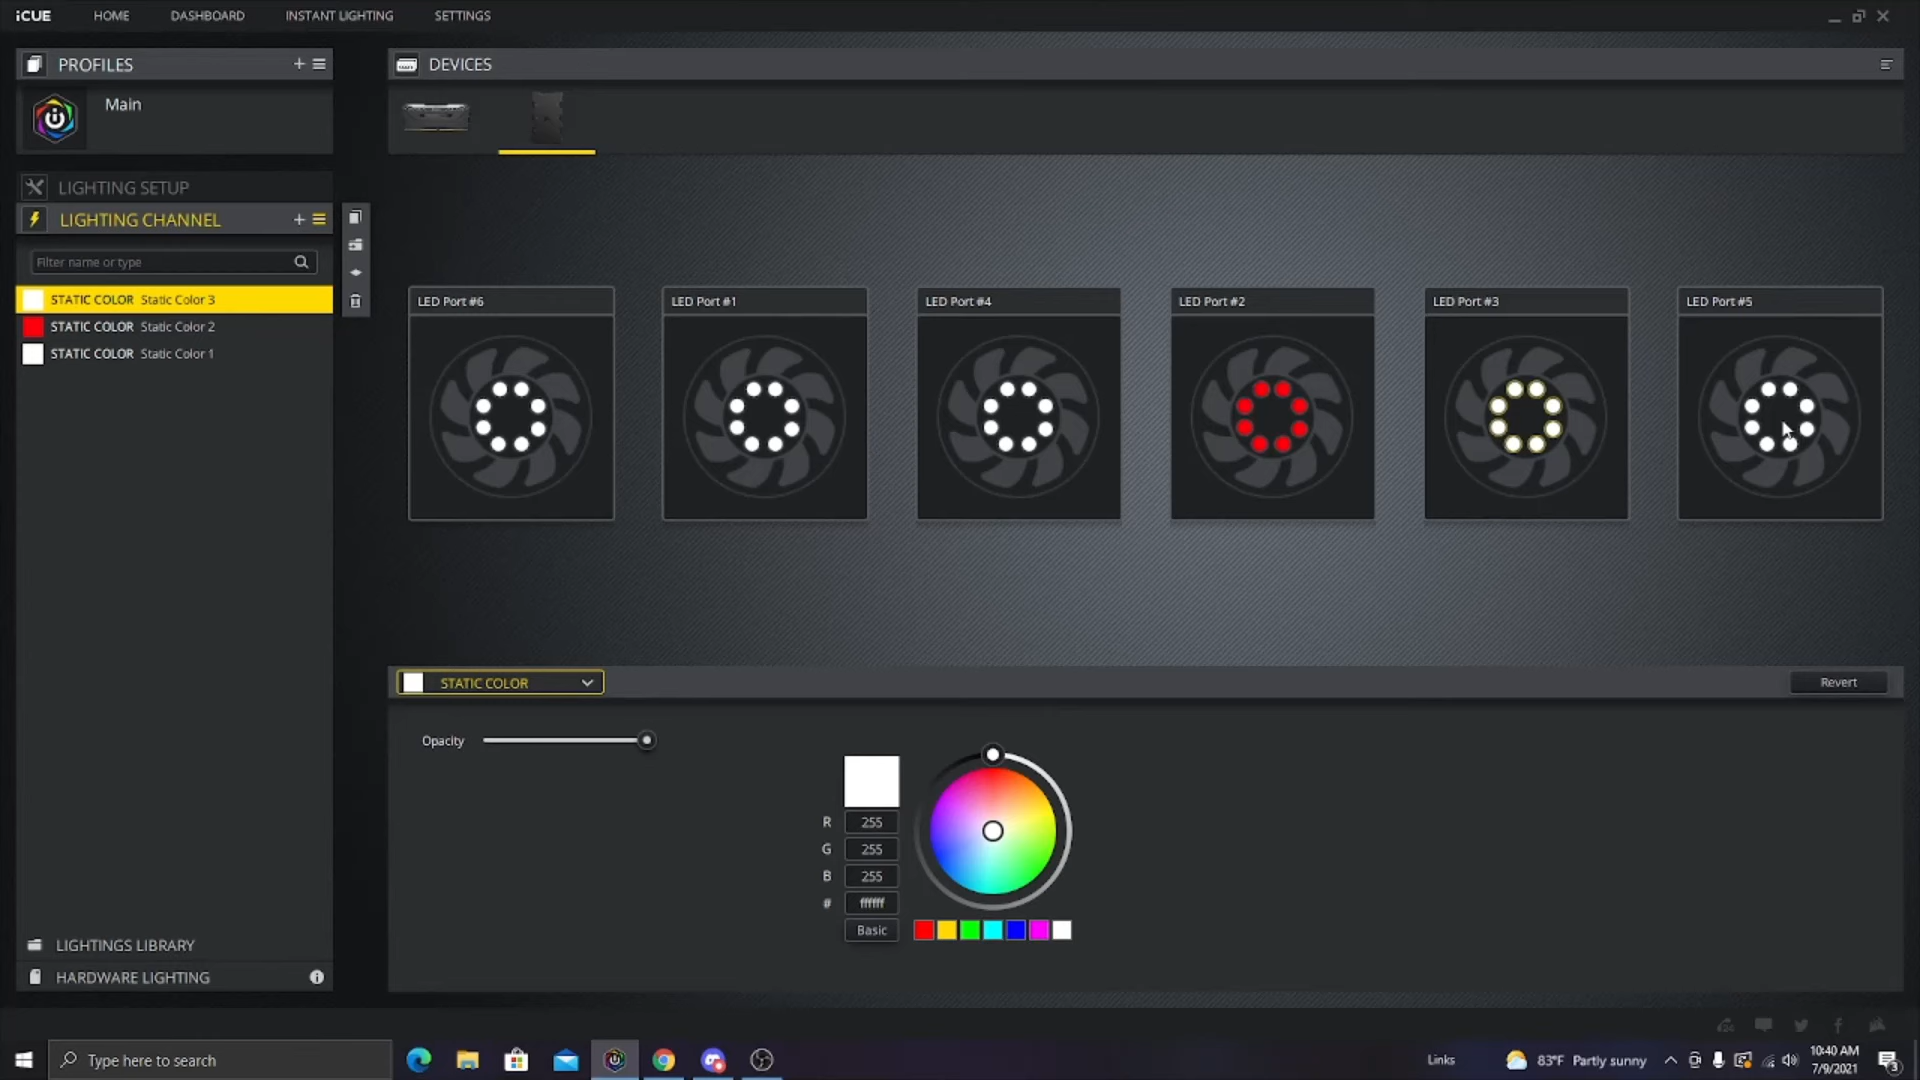 iCUE HOME DASHBOARD INSTANT LIGHTING SETTINGS
PROFILES
Main
LIGHTING SETUP
LIGHTING CHANNEL
Filter name or type
STATIC COLOR Static Color 3
STATIC COLOR Static Color 2
STATIC COLOR Static Color 1
LIGHTINGS LIBRARY
HARDWARE LIGHTING
DEVICES
LED Port #6
LED Port #1
LED Port #4
LED Port #2
LED Port #3
LED Port #5
STATIC COLOR
Revert
Opacity
R 255
G 255
B 255
# ffffff
Basic
Type here to search
Links
83°F Partly sunny
10:40 AM
7/9/2021
3